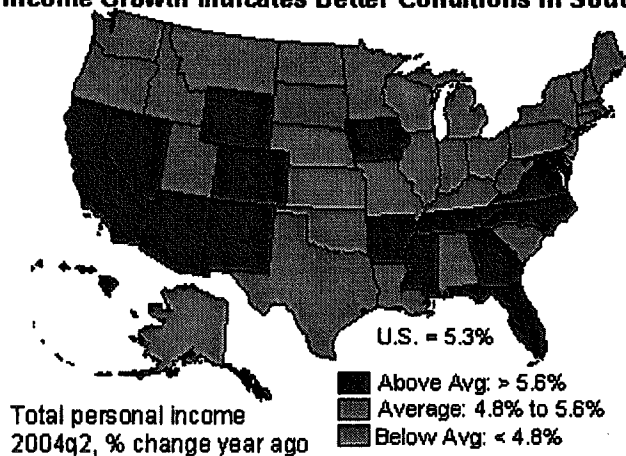 Income Growth Indicates Better Conditions in Sout
U.S. = 5.3%
Above Avg: > 5.6%
Average: 4.8% to 5.6%
Below Avg: < 4.8%
Total personal income
2004q2, % change year ago